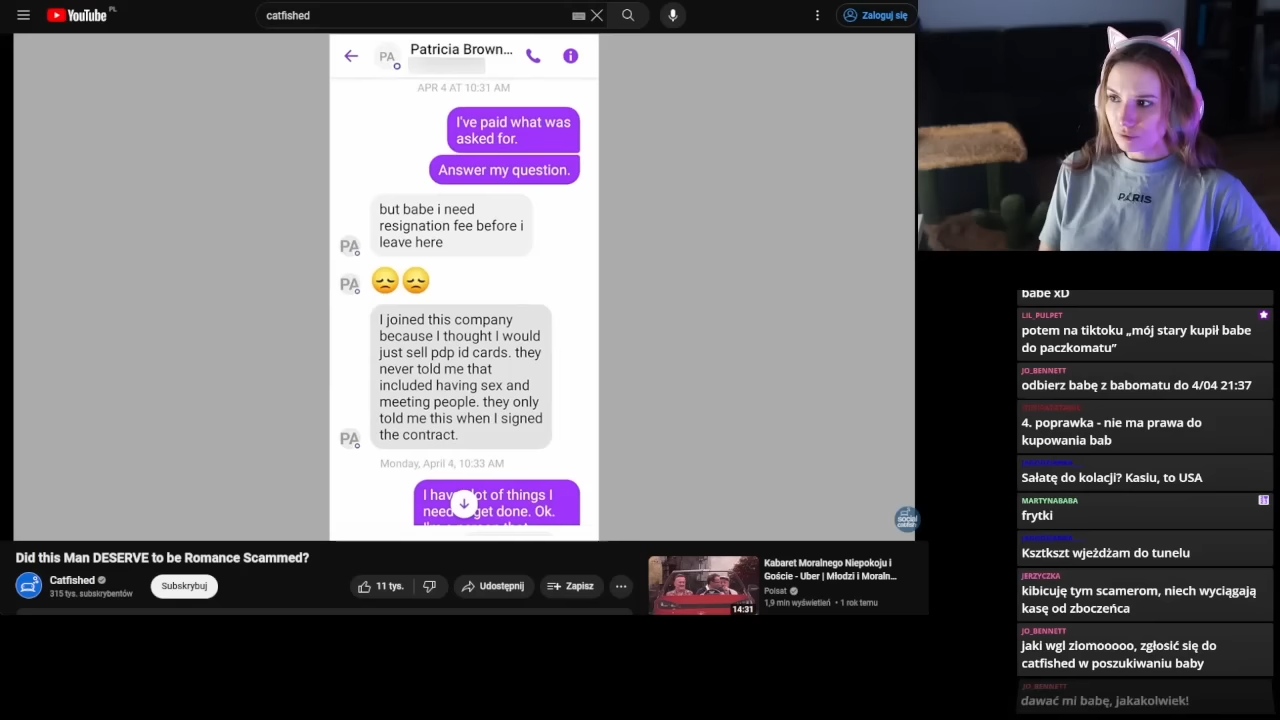 YouTube PL
catfished
Zaloguj się
PA
Patricia Brown...
APR 4 AT 10:31 AM
I've paid what was
asked for.
Answer my question.
but babe i need
resignation fee before i
leave here
PA
😞😞
PA
I joined this company
because I thought I would
just sell pdp id cards. they
never told me that
included having sex and
meeting people. they only
told me this when I signed
the contract.
PA
Monday, April 4, 10:33 AM
I have lot of things I
need get done. Ok.
social
catfish
Did this Man DESERVE to be Romance Scammed?
Catfished
315 tys. subskrybentów
Subskrybuj
11 tys.
Udostępnij
Zapisz
Kabaret Moralnego Niepokoju i
Goście - Uber | Młodzi i Moraln...
Polsat
1,9 mln wyświetleń • 1 rok temu
14:31
PARIS
babe xD
LIL_PULPET
potem na tiktoku „mój stary kupił babe
do paczkomatu”
JO_BENNETT
odbierz babę z babomatu do 4/04 21:37
4. poprawka - nie ma prawa do
kupowania bab
Sałatę do kolacji? Kasiu, to USA
MARTYNABABA
frytki
Ksztkszt wjeżdżam do tunelu
JERZYCZKA
kibicuję tym scamerom, niech wyciągają
kasę od zboczeńca
JO_BENNETT
jaki wgl ziomooooo, zgłosić się do
catfished w poszukiwaniu baby
JO_BENNETT
dawać mi babę, jakakolwiek!